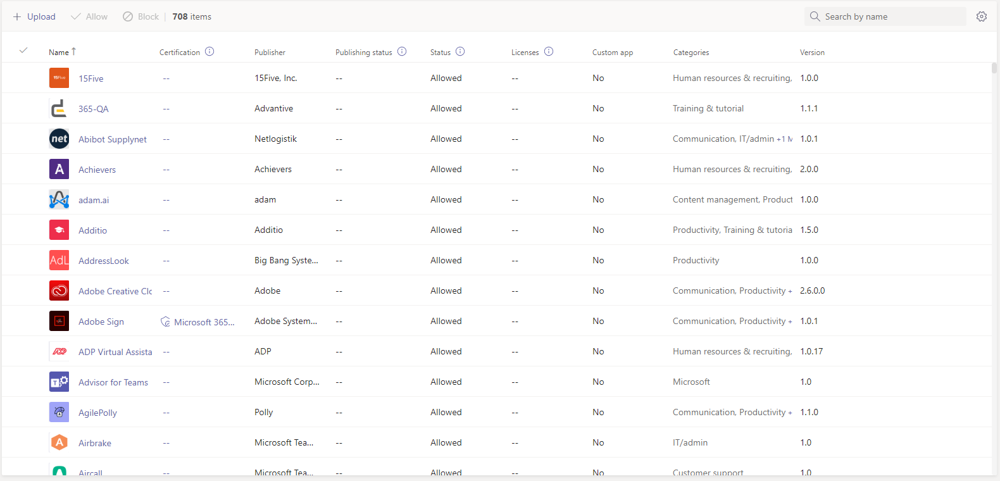 + Upload Allow Block | 708 items Search by name
Name ↑ Certification Publisher Publishing status Status Licenses Custom app Categories Version
15Five 15Five -- 15Five, Inc. -- Allowed -- No Human resources & recruiting, 1.0.0
365-QA -- Advantive -- Allowed -- No Training & tutorial 1.1.1
net Abibot Supplynet -- Netlogistik -- Allowed -- No Communication, IT/admin +1 M 1.0.1
A Achievers -- Achievers -- Allowed -- No Human resources & recruiting, 2.0.0
adam.ai -- adam -- Allowed -- No Content management, Product 1.0.0
Additio -- Additio -- Allowed -- No Productivity, Training & tutoria 1.5.0
AdL AddressLook -- Big Bang Syste... -- Allowed -- No Productivity 1.0.0
Adobe Creative Clo -- Adobe -- Allowed -- No Communication, Productivity + 2.6.0.0
Adobe Sign Microsoft 365... Adobe System... -- Allowed -- No Communication, Productivity + 1.0.1
ADP ADP Virtual Assista -- ADP -- Allowed -- No Human resources & recruiting, 1.0.17
T Advisor for Teams -- Microsoft Corp... -- Allowed -- No Microsoft 1.0
A AgilePolly -- Polly -- Allowed -- No Communication, Productivity + 1.1.0
A Airbrake -- Microsoft Tea... -- Allowed -- No IT/admin 1.0
Aircall -- Microsoft Tea... -- Allowed -- No Customer support 1.0